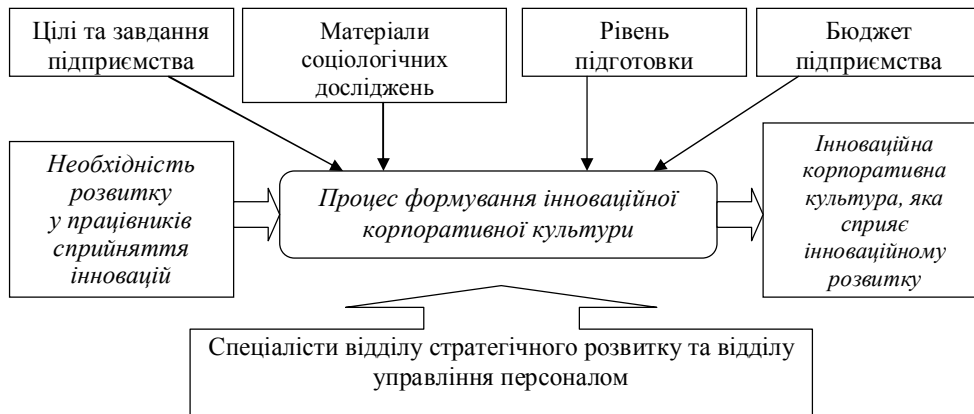 Цілі та завдання
підприємства
Матеріали
соціологічних
досліджень
Рівень
підготовки
Бюджет
підприємства
Необхідність
розвитку
у працівників
сприйняття
інновацій
Процес формування інноваційної
корпоративної культури
Інноваційна
корпоративна
культура, яка
сприяє
інноваційному
розвитку
Спеціалісти відділу стратегічного розвитку та відділу
управління персоналом